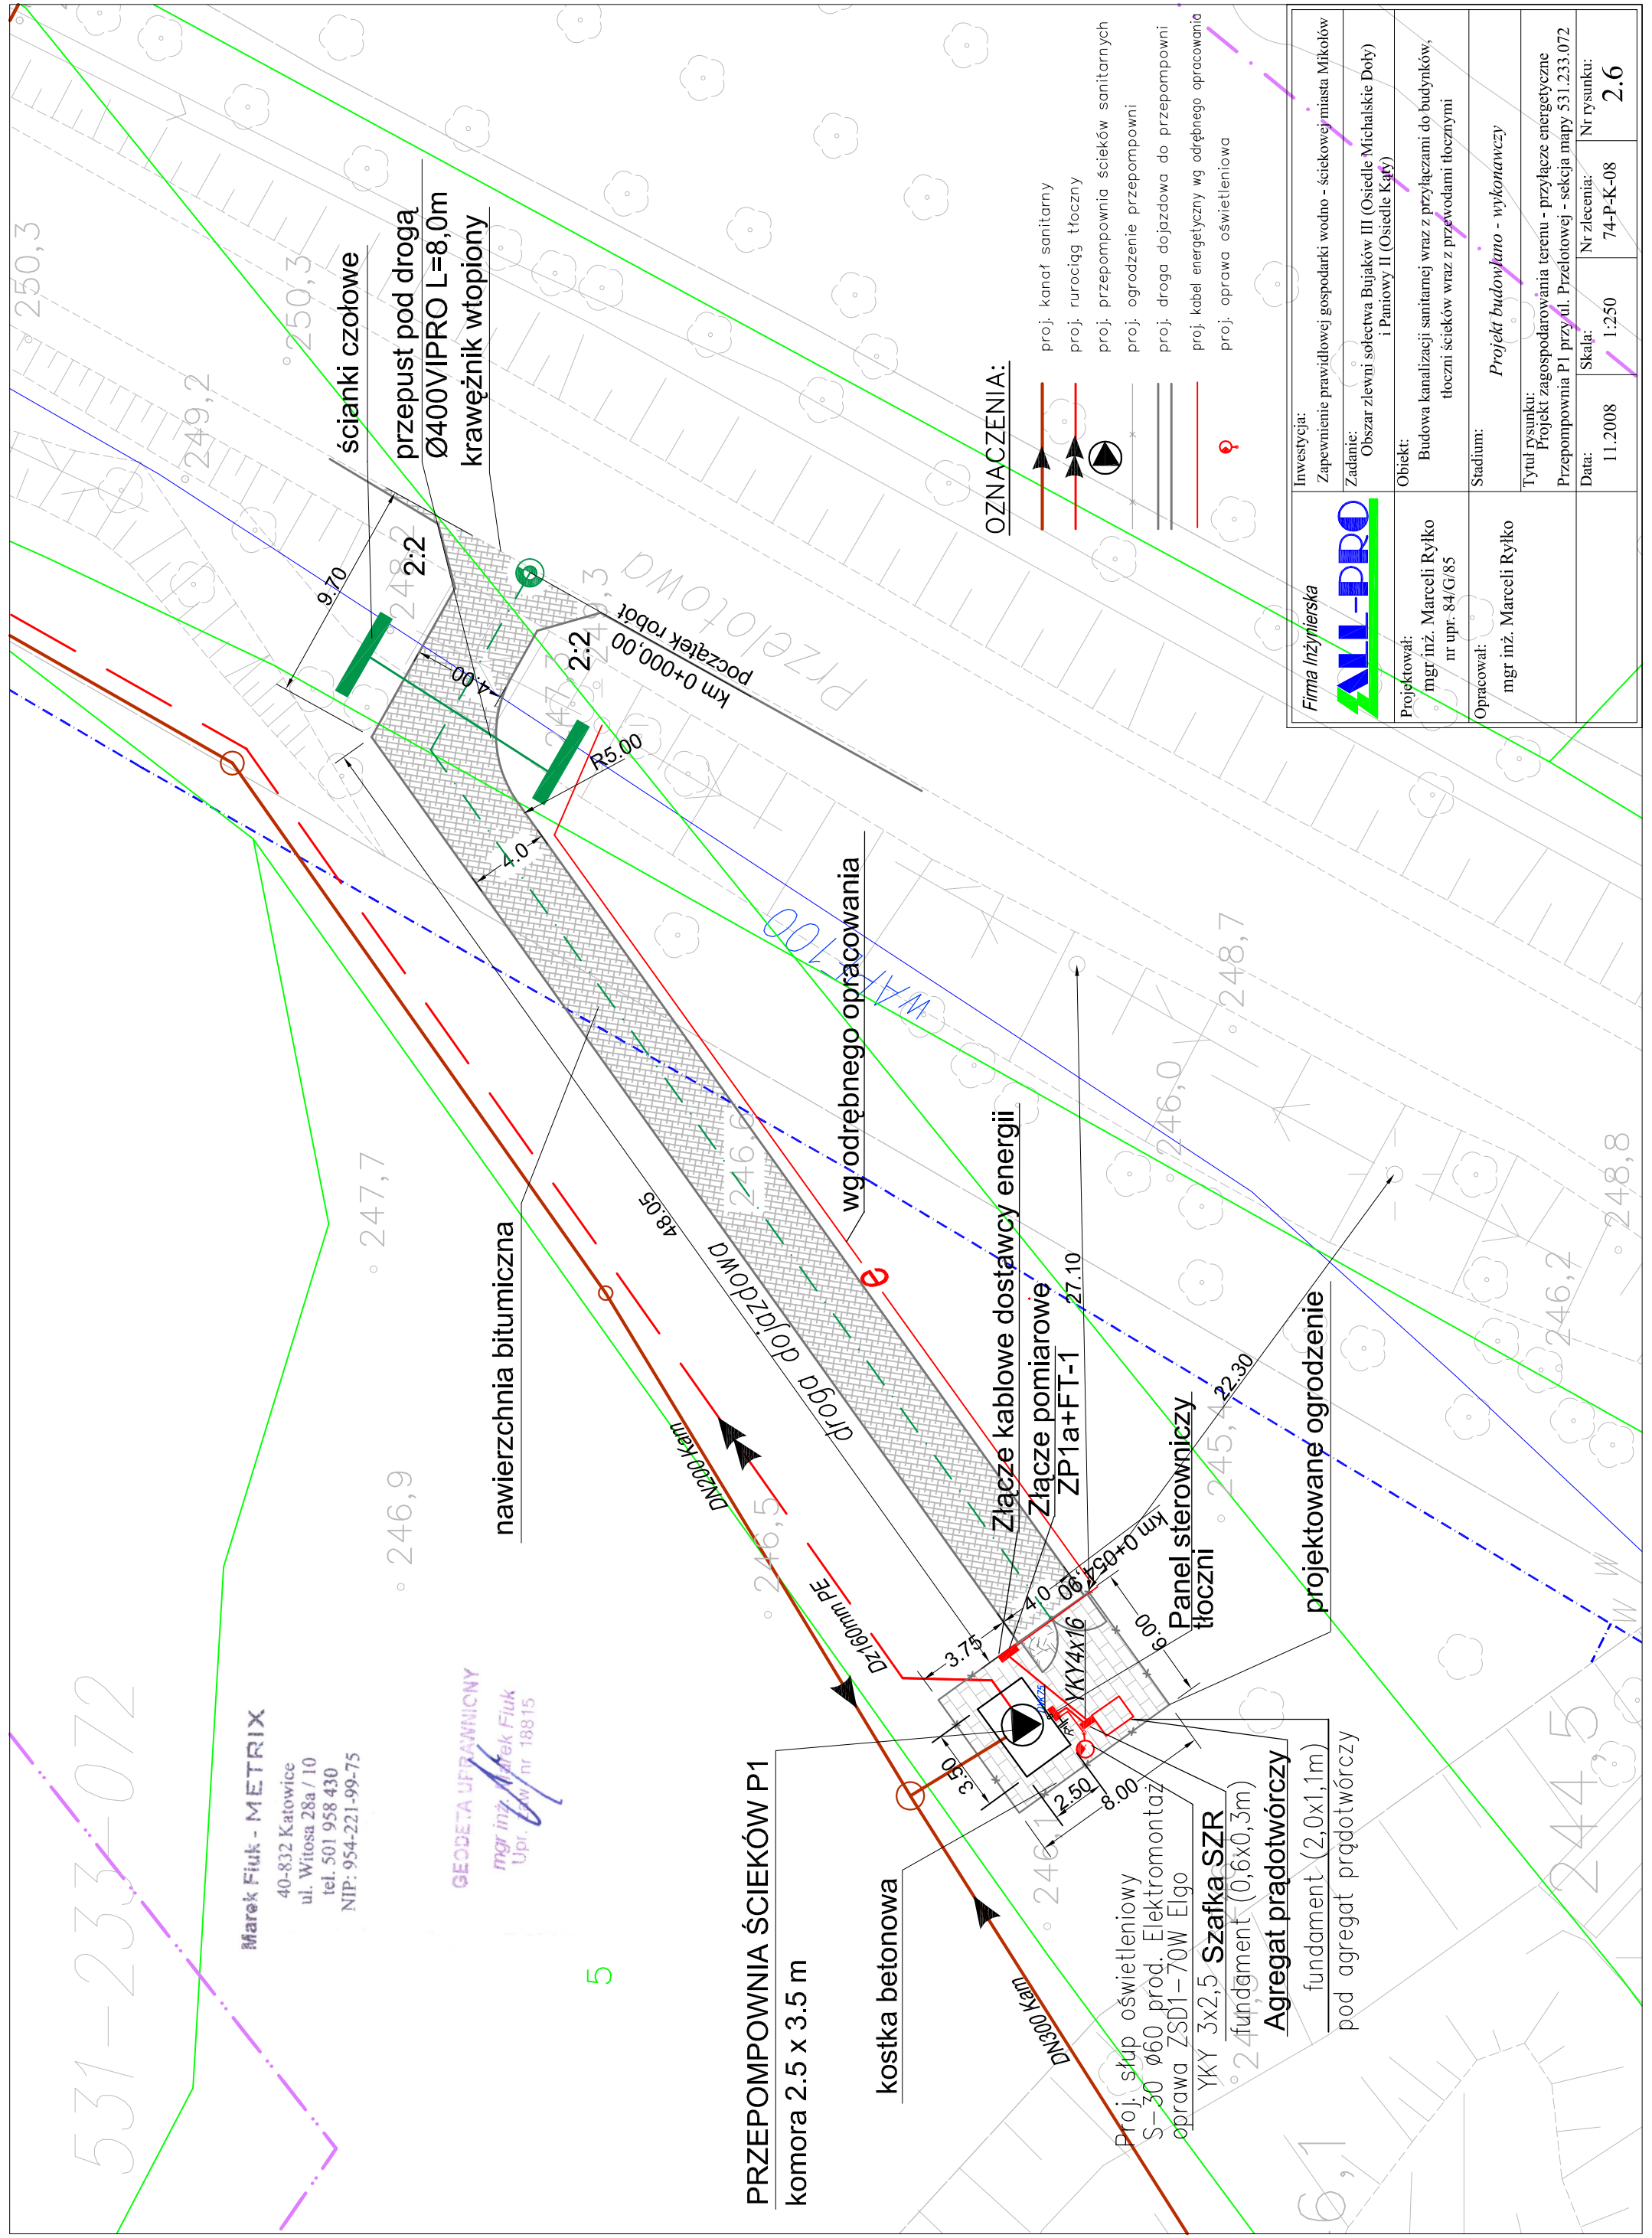 531-233-072
Marek Fiuk - METRIX
40-832 Katowice
ul. Witosa 28a / 10
tel. 501 958 430
NIP: 954-221-99-75
GEODETA UPRAWNIONY
mgr inż. Marek Fiuk
Upr. zaw. nr 18815
5
250,3
250,3
249,2
248,2
247,7
246,9
246,5
246,6
246,1
248,7
246,0
245,4
246,2
248,8
244,5
6,1
ścianki czołowe
przepust pod drogą
Ø400VIPRO L=8,0m
krawężnik wtopiony
9.70
2:2
2:2
4.00
R5.00
4.0
km 0+000,00
początek robót
Przelotowa
nawierzchnia bitumiczna
48.05
droga dojazdowa
DN200 Kam
Dz160mm PE
DN300 Kam
wg odrębnego opracowania
e
Złącze kablowe dostawcy energii
Złącze pomiarowe
ZP1a+FT-1
27.10
22.30
Panel sterowniczy
tłoczni
projektowane ogrodzenie
km 0+054,90
4.0
3.75
6.00
YKY4x16
3.50
2.50
8.00
PRZEPOMPOWNIA ŚCIEKÓW P1
komora 2.5 x 3.5 m
kostka betonowa
Proj. słup oświetleniowy
S-30 ø60 prod. Elektromontaż
oprawa ZSD1-70W Elgo
YKY 3x2,5
Szafka SZR
fundament (0,6x0,3m)
Agregat prądotwórczy
fundament (2,0x1,1m)
pod agregat prądotwórczy
W W
OZNACZENIA:
proj. kanał sanitarny
proj. rurociąg tłoczny
proj. przepompownia ścieków sanitarnych
proj. ogrodzenie przepompowni
proj. droga dojazdowa do przepompowni
proj. kabel energetyczny wg odrębnego opracowania
proj. oprawa oświetleniowa
Firma Inżynierska
ALL-PRO
Projektował:
mgr inż. Marceli Ryłko
nr upr. 84/G/85
Opracował:
mgr inż. Marceli Ryłko
Inwestycja:
Zapewnienie prawidłowej gospodarki wodno - ściekowej miasta Mikołów
Zadanie:
Obszar zlewni sołectwa Bujaków III (Osiedle Michalskie Doły)
i Paniowy II (Osiedle Kąty)
Obiekt:
Budowa kanalizacji sanitarnej wraz z przyłączami do budynków,
tłoczni ścieków wraz z przewodami tłocznymi
Stadium:
Projekt budowlano - wykonawczy
Tytuł rysunku:
Projekt zagospodarowania terenu - przyłącze energetyczne
Przepompownia P1 przy ul. Przelotowej - sekcja mapy 531.233.072
Data:
11.2008
Skala:
1:250
Nr zlecenia:
74-P-K-08
Nr rysunku:
2.6